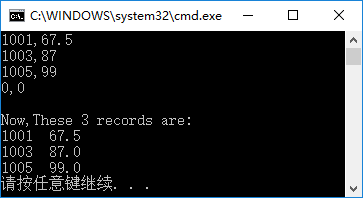 C:\WINDOWS\system32\cmd.exe
1001,67.5
1003,87
1005,99
0,0

Now,These 3 records are:
1001  67.5
1003  87.0
1005  99.0
请按任意键继续. . .